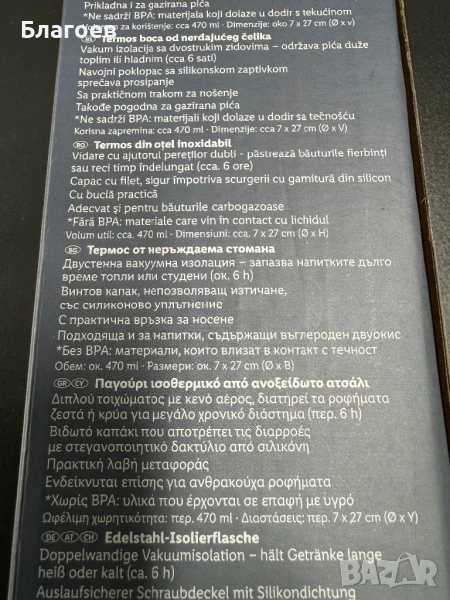 Благоев
Prikladna i za gazirana pića
*Ne sadrži BPA: materijala koji dolaze u dodir s tekućinom
za korištenje: cca 470 ml • Dimenzije: oko 7 x 27 cm (Ø x v)
Termos boca od nerđajućeg čelika
Vakum izolacija sa dvostrukim zidovima – održava pića duže
toplim ili hladnim (cca 6 sati)
Navojni poklopac sa silikonskim zaptivkom
sprečava prosipanje
Sa praktičnom trakom za nošenje
Takođe pogodna za gazirana pića
*Ne sadrži BPA: materijali koji dolaze u dodir sa tečnošću
Korisna zapremina: cca 470 ml • Dimenzije: cca 7 x 27 cm (Ø x V)
RO Termos din oțel inoxidabil
Vidare cu ajutorul pereților dubli - păstrează băuturile fierbinți
sau reci timp îndelungat (cca. 6 ore)
Capac cu filet, sigur împotriva scurgerii cu garnitură din silicon
Cu buclă practică
Adecvat și pentru băuturile carbogazoase
*Fără BPA: materiale care vin în contact cu lichidul
Volum util: cca. 470 ml • Dimensiuni: cca. 7 x 27 cm (Ø x H)
BG Термос от неръждаема стомана
Двустенна вакуумна изолация – запазва напитките дълго
време топли или студени (ок. 6 h)
Винтов капак, непозволяващ изтичане,
със силиконово уплътнение
С практична връзка за носене
Подходяща и за напитки, съдържащи въглероден двуокис
*Без BPA: материали, които влизат в контакт с течност
Обем: ок. 470 ml • Размери: ок. 7 x 27 cm (Ø x В)
GR CY Παγούρι ισοθερμικό από ανοξείδωτο ατσάλι
Διπλού τοιχώματος με κενό αέρος, διατηρεί τα ροφήματα
ζεστά ή κρύα για μεγάλο χρονικό διάστημα (περ. 6 h)
Βιδωτό καπάκι που αποτρέπει τις διαρροές
με στεγανοποιητικό δακτύλιο από σιλικόνη
Πρακτική λαβή μεταφοράς
Ενδείκνυται επίσης για ανθρακούχα ροφήματα
*Χωρίς BPA: υλικά που έρχονται σε επαφή με υγρό
Ωφέλιμη χωρητικότητα: περ. 470 ml • Διαστάσεις: περ. 7 x 27 cm (Ø x Υ)
DE AT CH Edelstahl-Isolierflasche
Doppelwandige Vakuumisolation – hält Getränke lange
heiß oder kalt (ca. 6 h)
Auslaufsicherer Schraubdeckel mit Silikondichtung
bazar.bg